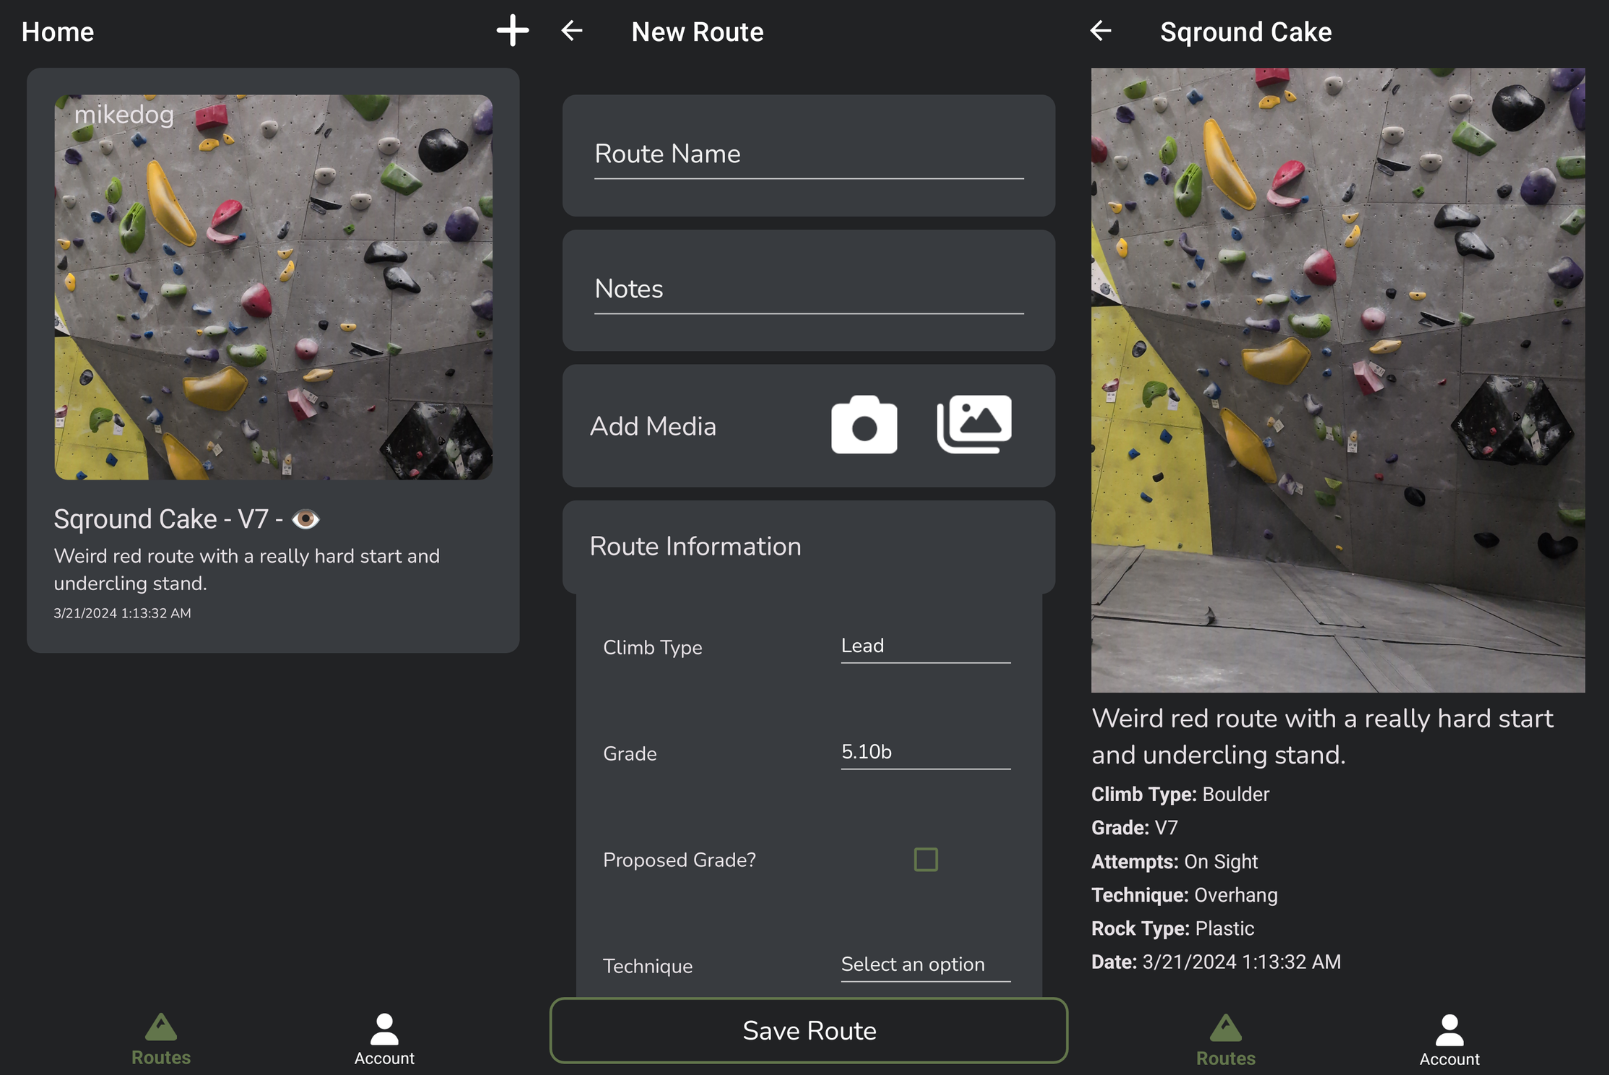 Home
mikedog
Sqround Cake - V7 - 👁️
Weird red route with a really hard start and
undercling stand.
3/21/2024 1:13:32 AM
Routes
Account
New Route
Route Name
Notes
Add Media
Route Information
Climb Type
Lead
Grade
5.10b
Proposed Grade?
Technique
Select an option
Save Route
Sqround Cake
Weird red route with a really hard start
and undercling stand.
Climb Type: Boulder
Grade: V7
Attempts: On Sight
Technique: Overhang
Rock Type: Plastic
Date: 3/21/2024 1:13:32 AM
Routes
Account